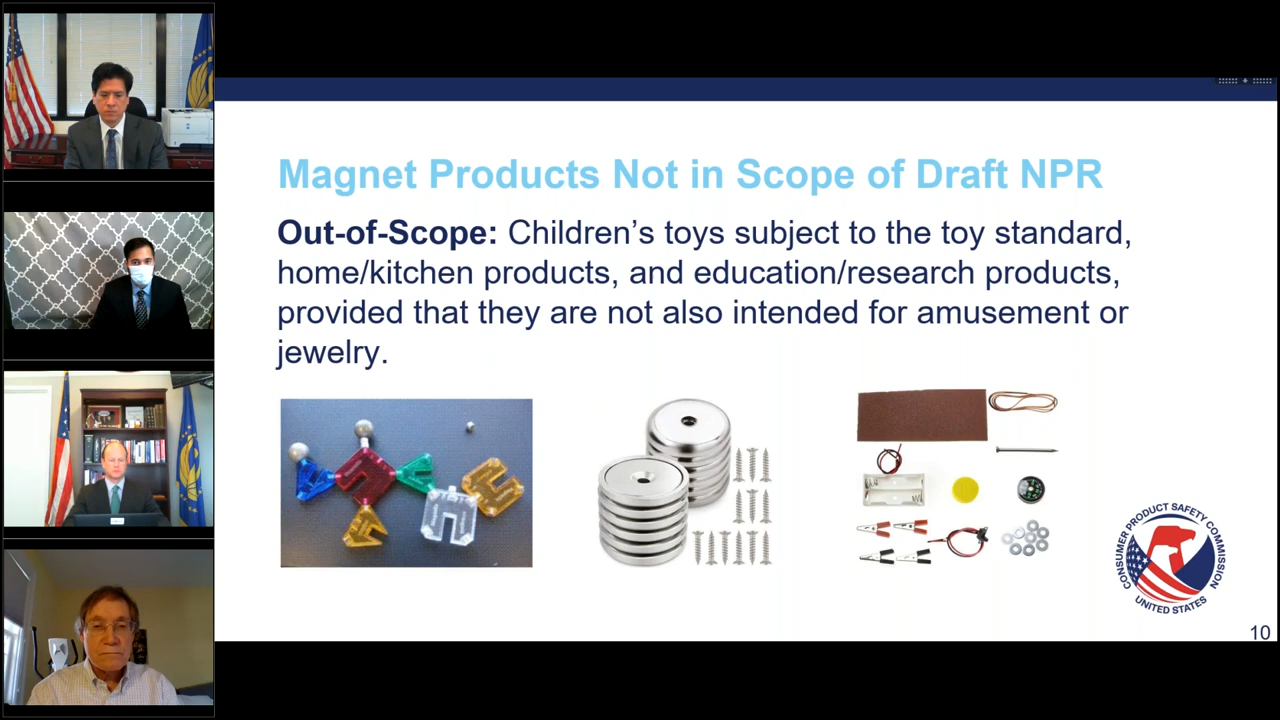 Magnet Products Not in Scope of Draft NPR
Out-of-Scope: Children’s toys subject to the toy standard,
home/kitchen products, and education/research products,
provided that they are not also intended for amusement or
jewelry.
CONSUMER PRODUCT SAFETY COMMISSION
UNITED STATES
10